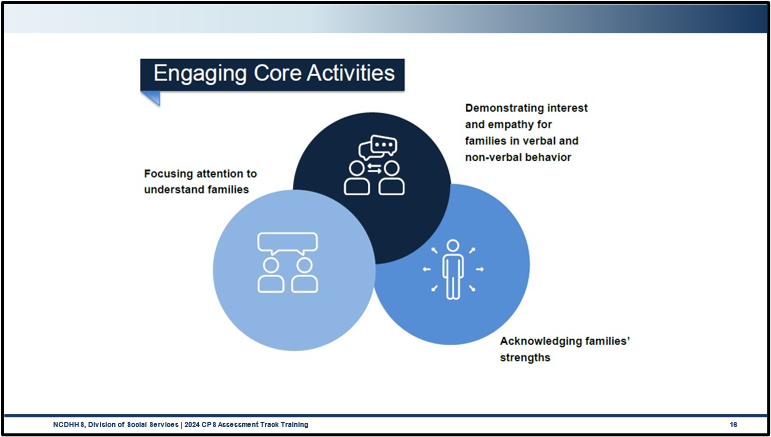 Engaging Core Activities
Demonstrating interest
and empathy for
families in verbal and
non-verbal behavior
Focusing attention to
understand families
Acknowledging families'
strengths
NCDHHS, Division of Social Services | 2024 CPS Assessment Track Training
16